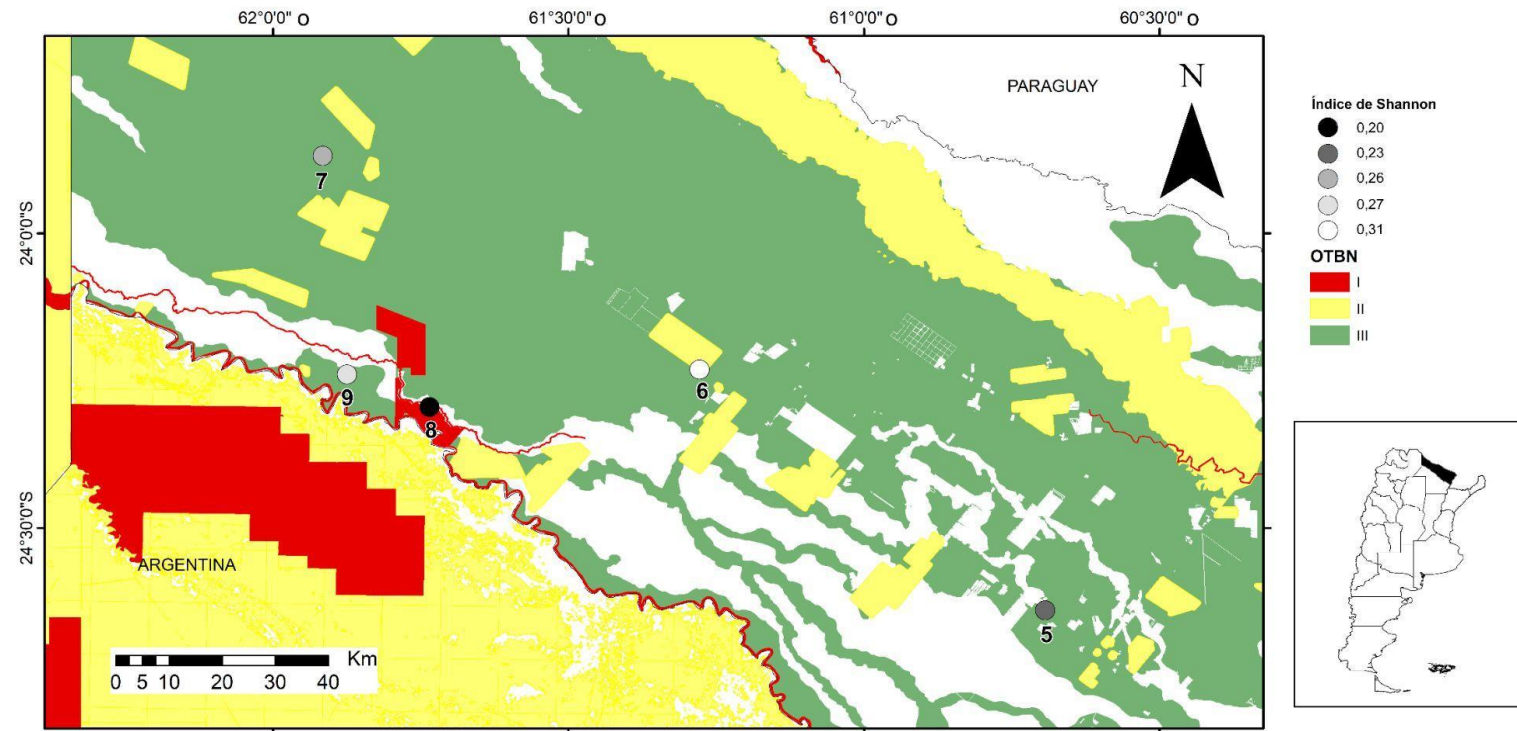 62°0'0" O
61°30'0" O
61°0'0" O
60°30'0" O
PARAGUAY
N
7
24°0'0"S
6
9
8
24°30'0"S
ARGENTINA
5
Km
0 5 10 20 30 40
Índice de Shannon
0,20
0,23
0,26
0,27
0,31
OTBN
I
II
III